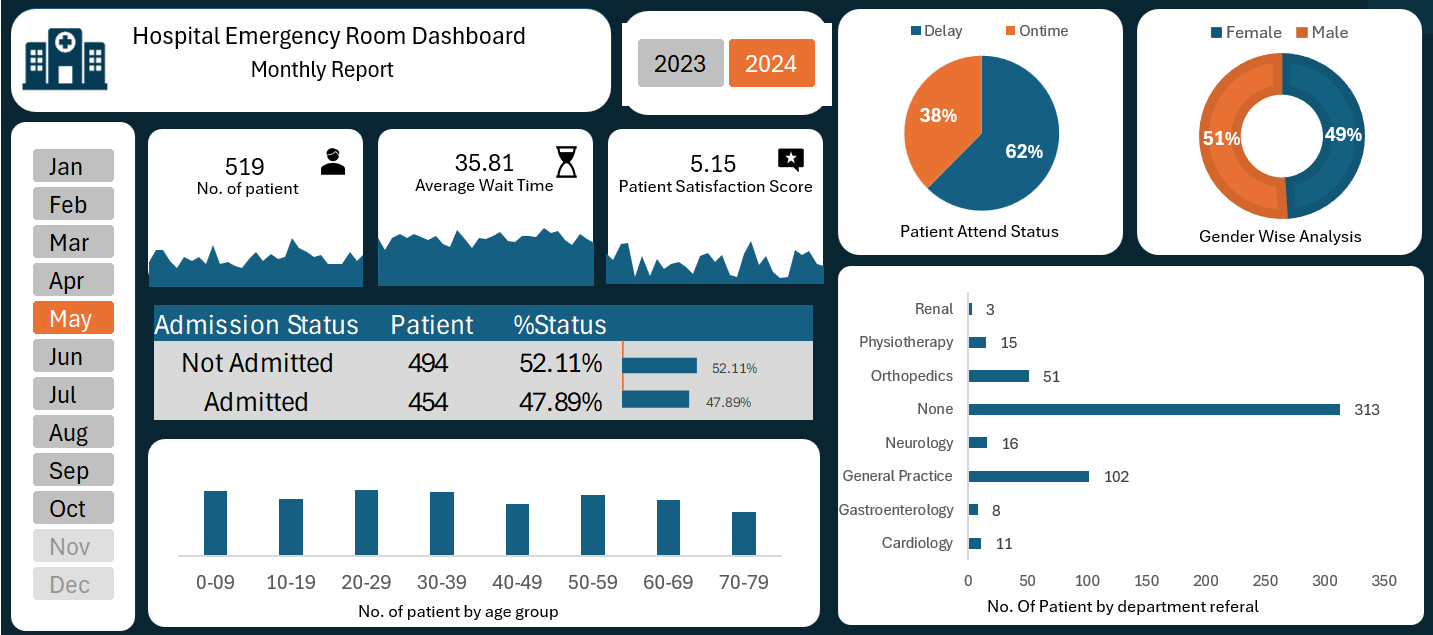 Hospital Emergency Room Dashboard
Monthly Report
2023
2024
Jan
Feb
Mar
Apr
May
Jun
Jul
Aug
Sep
Oct
Nov
Dec
519
No. of patient
35.81
Average Wait Time
5.15
Patient Satisfaction Score
Admission Status Patient %Status
Not Admitted 494 52.11% 52.11%
Admitted 454 47.89% 47.89%
0-09 10-19 20-29 30-39 40-49 50-59 60-69 70-79
No. of patient by age group
Delay Ontime
38%
62%
Patient Attend Status
Female Male
51% 49%
Gender Wise Analysis
Renal 3
Physiotherapy 15
Orthopedics 51
None 313
Neurology 16
General Practice 102
Gastroenterology 8
Cardiology 11
0 50 100 150 200 250 300 350
No. Of Patient by department referal